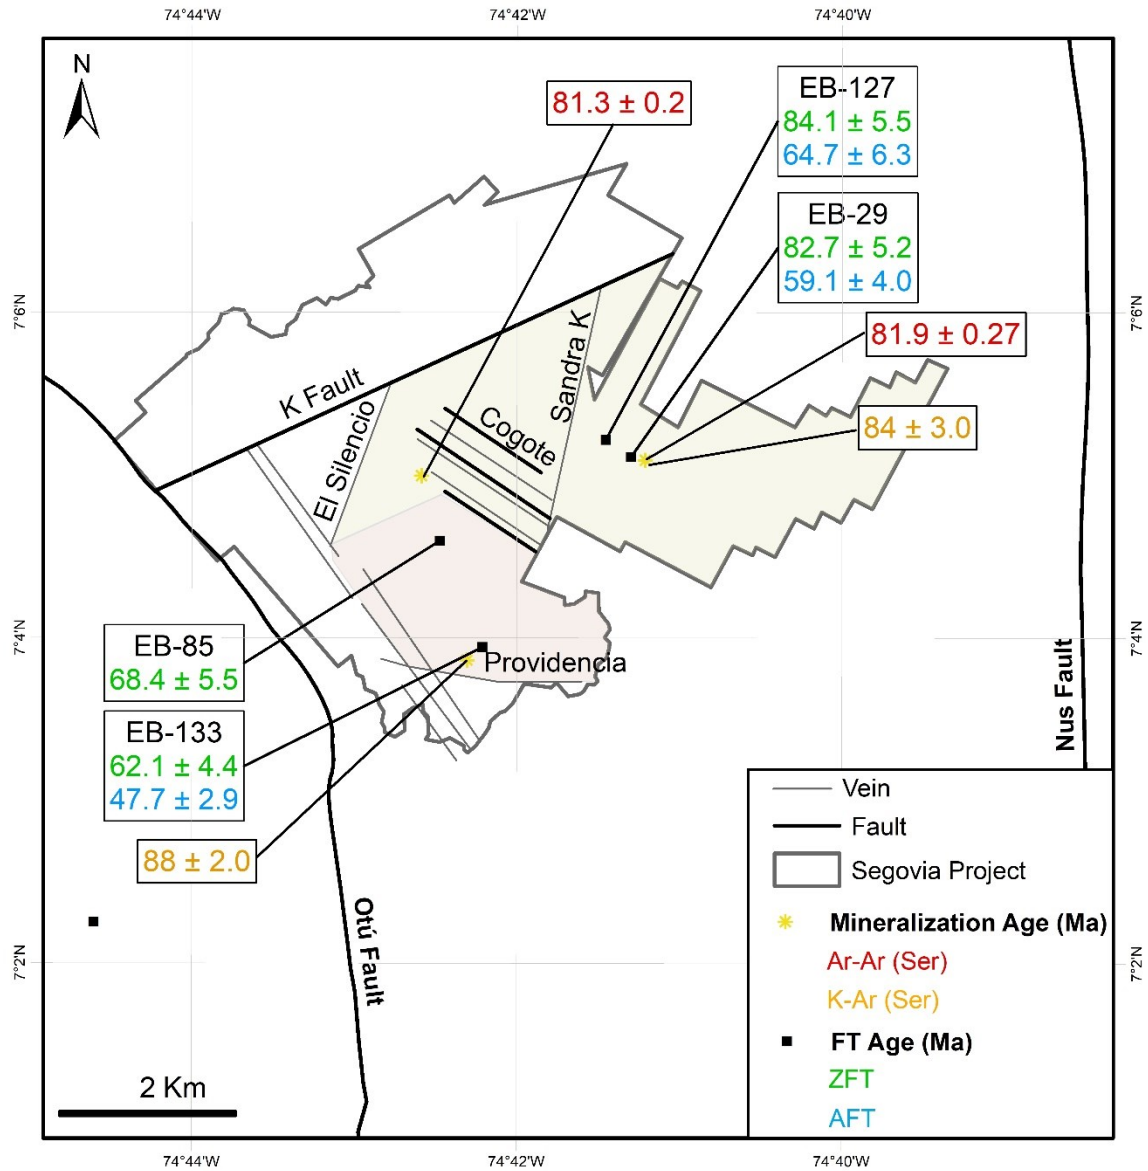 74°44'W
74°42'W
74°40'W
N
81.3 ± 0.2
EB-127
84.1 ± 5.5
64.7 ± 6.3
EB-29
82.7 ± 5.2
59.1 ± 4.0
7°6'N
7°6'N
81.9 ± 0.27
Sandra K
K Fault
84 ± 3.0
Cogote
El Silencio
7°4'N
7°4'N
EB-85
68.4 ± 5.5
Providencia
EB-133
62.1 ± 4.4
47.7 ± 2.9
Nus Fault
88 ± 2.0
Otú Fault
7°2'N
7°2'N
2 Km
Vein
Fault
Segovia Project
Mineralization Age (Ma)
Ar-Ar (Ser)
K-Ar (Ser)
FT Age (Ma)
ZFT
AFT
74°44'W
74°42'W
74°40'W